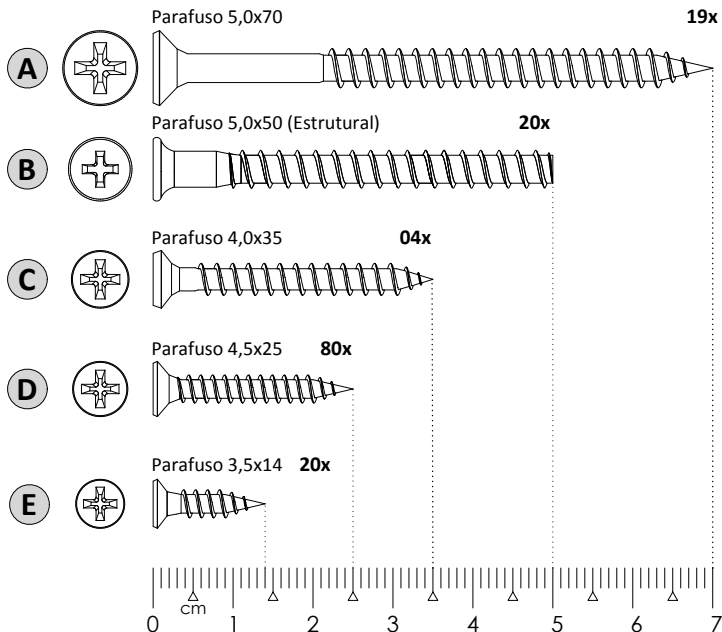 Parafuso 5,0x70 19x
A
Parafuso 5,0x50 (Estrutural) 20x
B
Parafuso 4,0x35 04x
C
Parafuso 4,5x25 80x
D
Parafuso 3,5x14 20x
E
cm
0 1 2 3 4 5 6 7